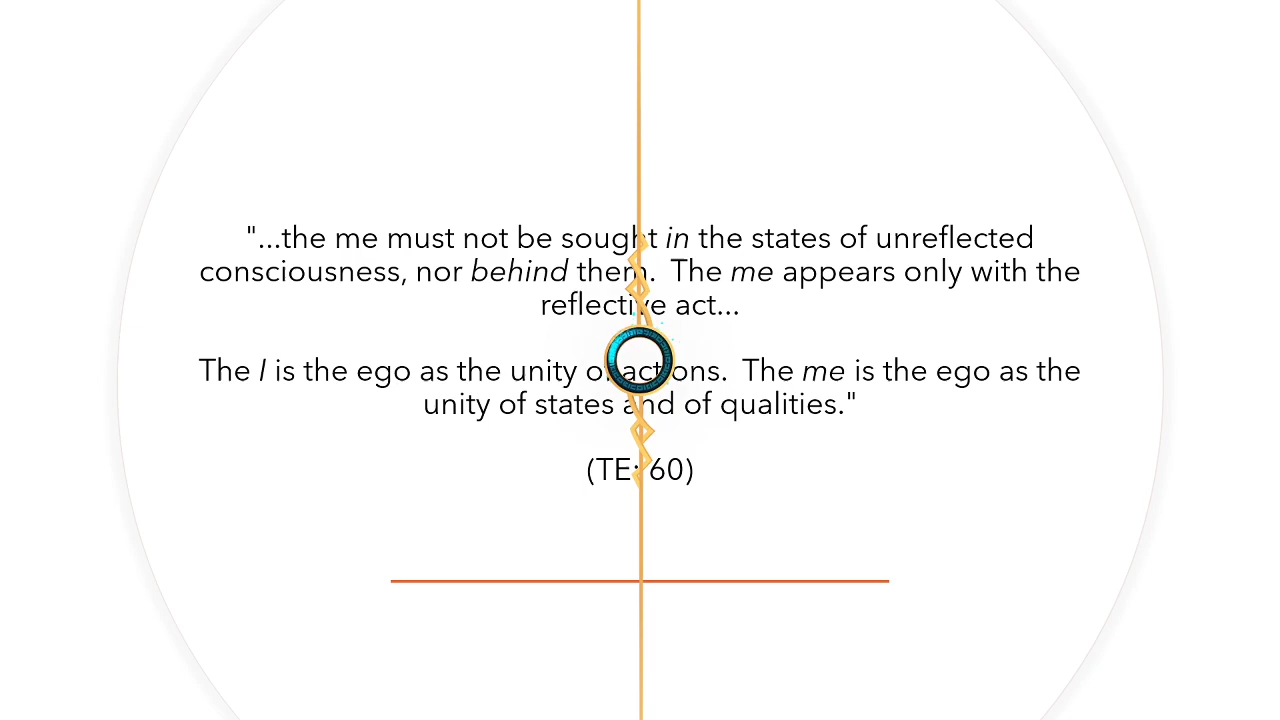 "...the me must not be sought in the states of unreflected
consciousness, nor behind them.  The me appears only with the
reflective act...
The I is the ego as the unity of actions.  The me is the ego as the
unity of states and of qualities."
(TE: 60)